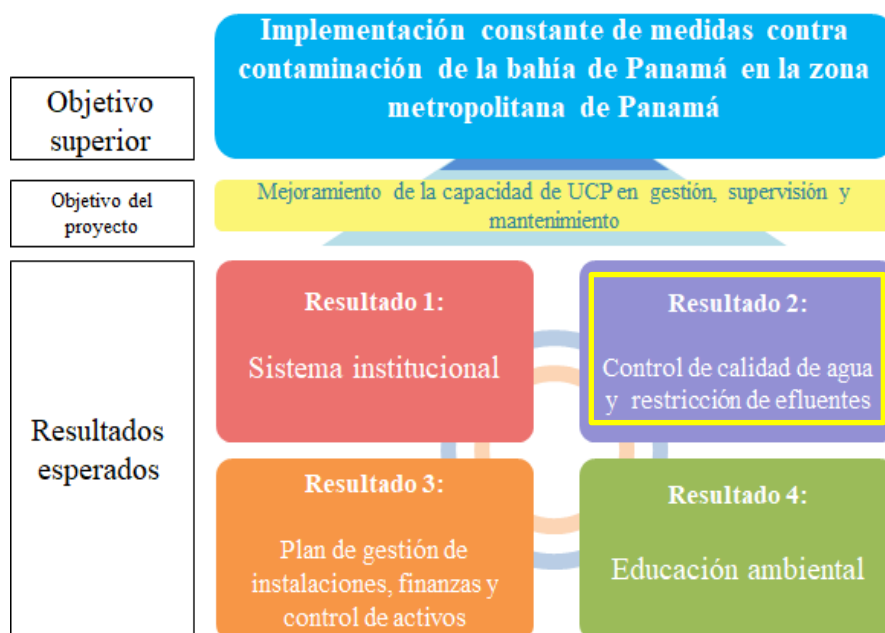 Implementación constante de medidas contra
contaminación de la bahía de Panamá en la zona
metropolitana de Panamá
Objetivo
superior
Objetivo del
proyecto
Mejoramiento de la capacidad de UCP en gestión, supervisión y
mantenimiento
Resultados
esperados
Resultado 1:
Sistema institucional
Resultado 2:
Control de calidad de agua
y restricción de efluentes
Resultado 3:
Plan de gestión de
instalaciones, finanzas y
control de activos
Resultado 4:
Educación ambiental